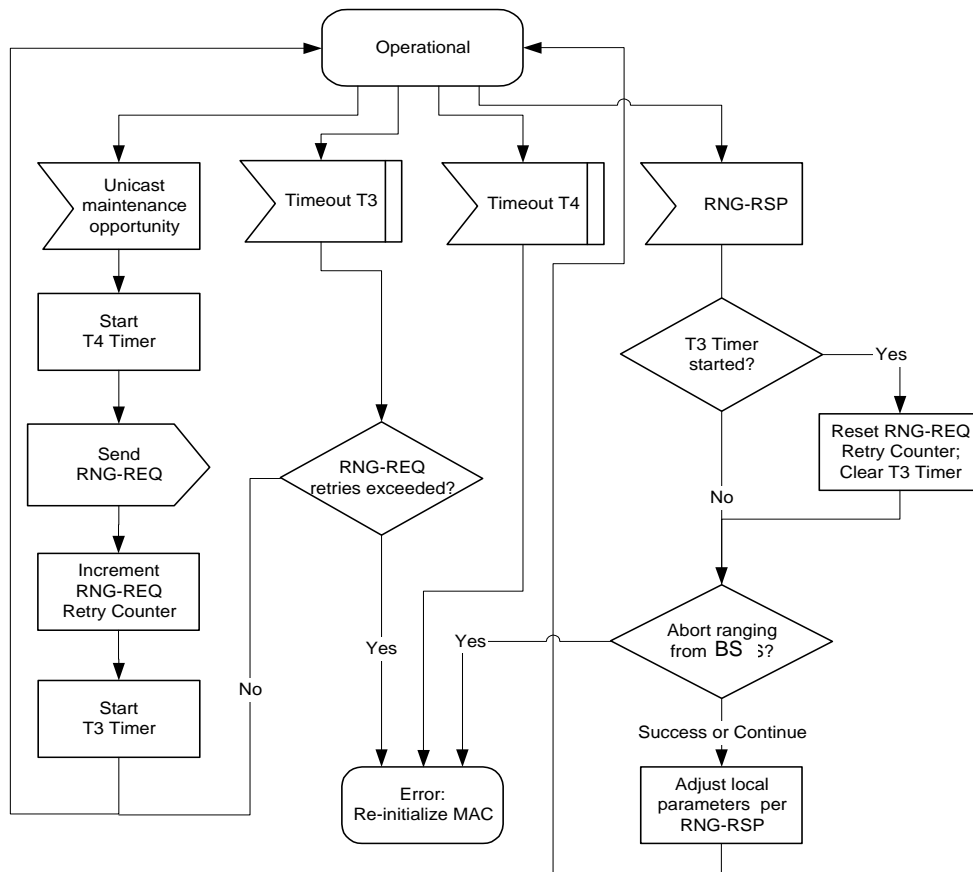 Operational
Unicast
maintenance
opportunity
Timeout T3
Timeout T4
RNG-RSP
Start
T4 Timer
T3 Timer
started?
Yes
Send
RNG-REQ
RNG-REQ
retries exceeded?
Reset RNG-REQ
Retry Counter;
Clear T3 Timer
No
Increment
RNG-REQ
Retry Counter
Yes
Yes
Abort ranging
from BS ?
No
Start
T3 Timer
Success or Continue
Error:
Re-initialize MAC
Adjust local
parameters per
RNG-RSP